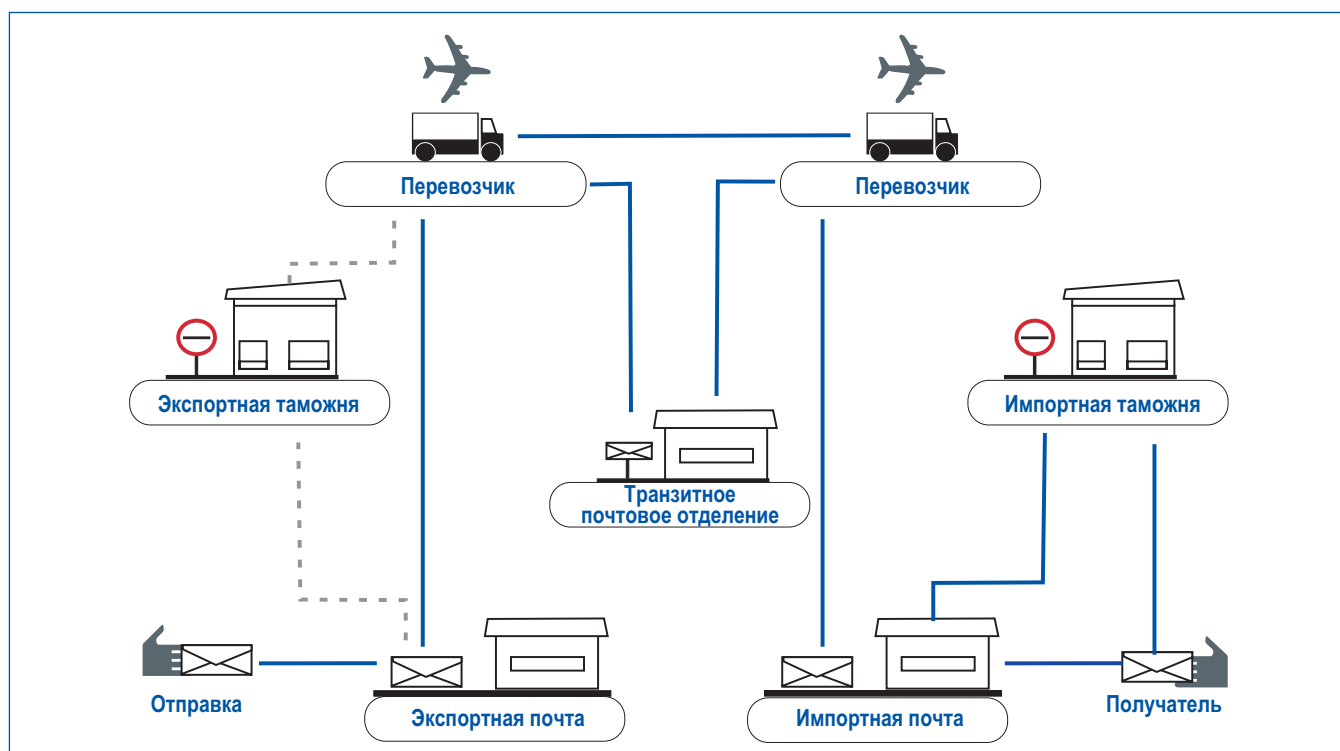 Перевозчик
Перевозчик
Экспортная таможня
Импортная таможня
Транзитное
почтовое отделение
Отправка
Экспортная почта
Импортная почта
Получатель